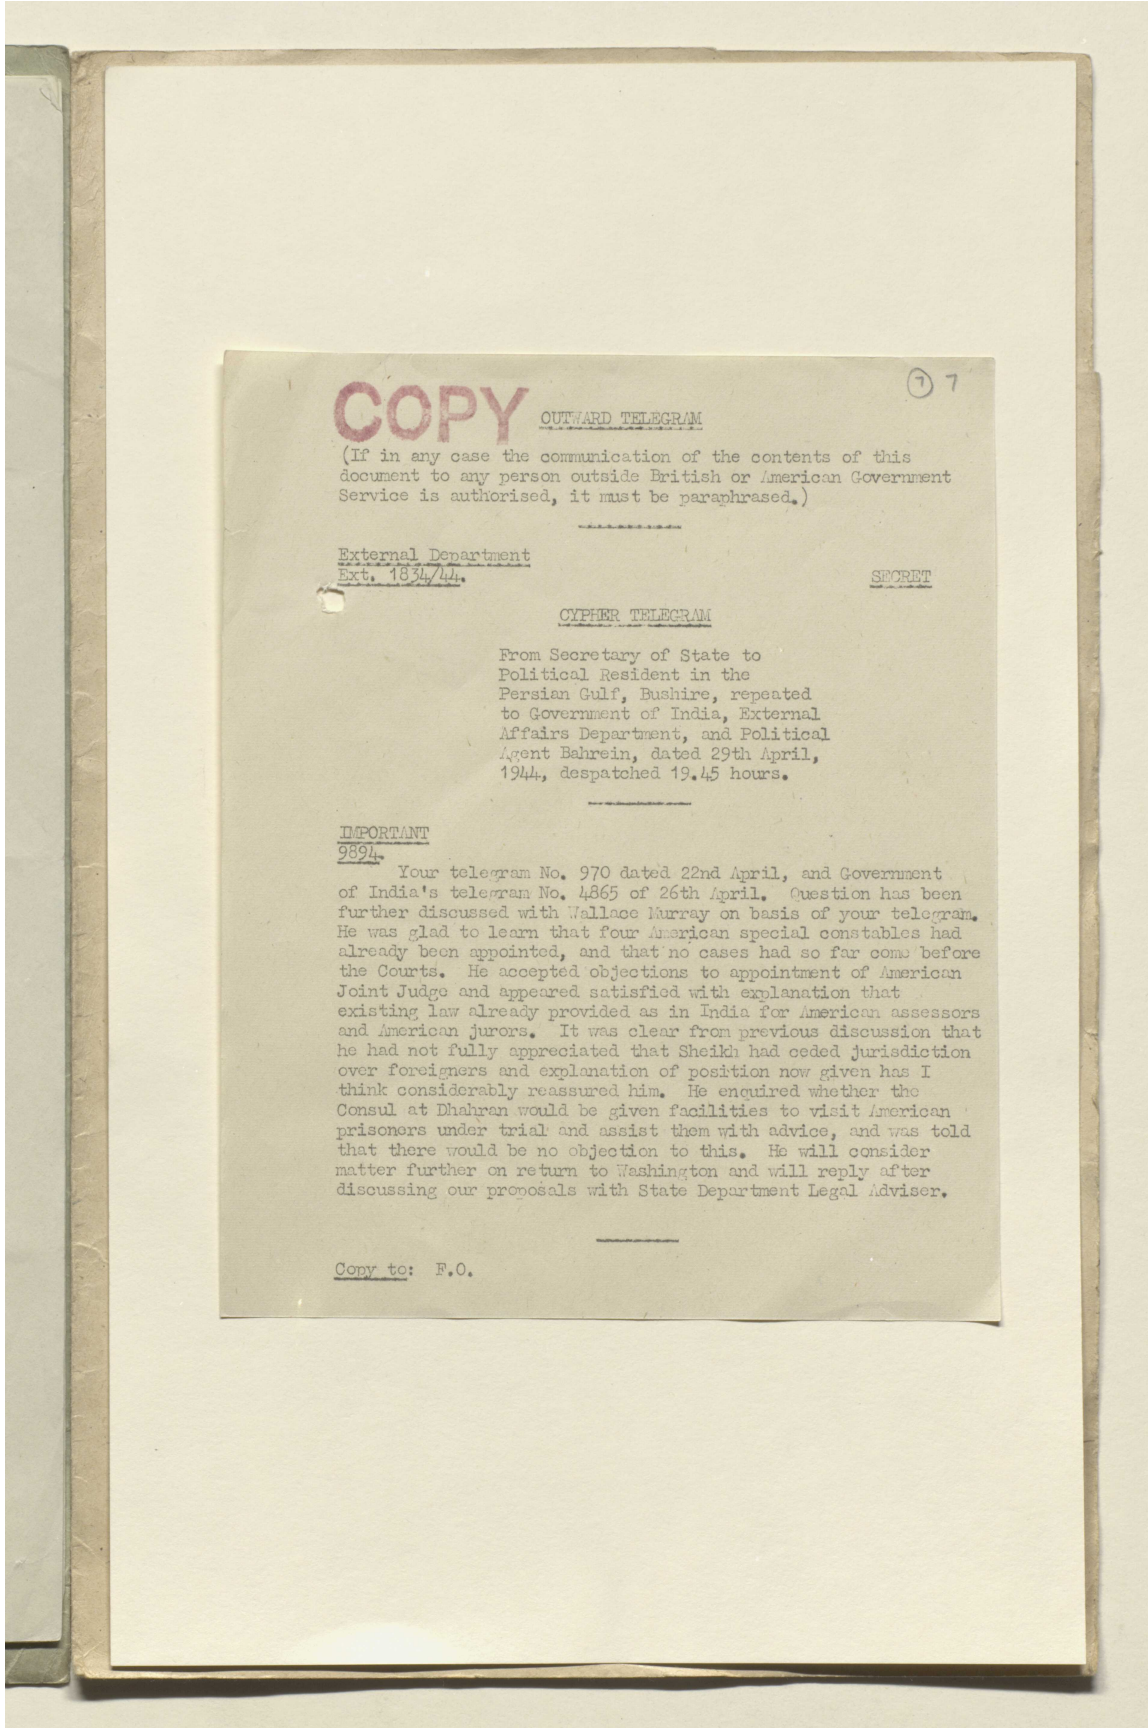 7 7
COPY
OUTWARD TELEGRAM
(If in any case the communication of the contents of this
document to any person outside British or American Government
Service is authorised, it must be paraphrased.)
External Department
Ext. 1834/44.
SECRET
CYPHER TELEGRAM
From Secretary of State to
Political Resident in the
Persian Gulf, Bushire, repeated
to Government of India, External
Affairs Department, and Political
Agent Bahrein, dated 29th April,
1944, despatched 19.45 hours.
IMPORTANT
9894.
Your telegram No. 970 dated 22nd April, and Government
of India's telegram No. 4865 of 26th April. Question has been
further discussed with Wallace Murray on basis of your telegram.
He was glad to learn that four American special constables had
already been appointed, and that no cases had so far come before
the Courts. He accepted objections to appointment of American
Joint Judge and appeared satisfied with explanation that
existing law already provided as in India for American assessors
and American jurors. It was clear from previous discussion that
he had not fully appreciated that Sheikh had ceded jurisdiction
over foreigners and explanation of position now given has I
think considerably reassured him. He enquired whether the
Consul at Dhahran would be given facilities to visit American
prisoners under trial and assist them with advice, and was told
that there would be no objection to this. He will consider
matter further on return to Washington and will reply after
discussing our proposals with State Department Legal Adviser.
Copy to: F.O.